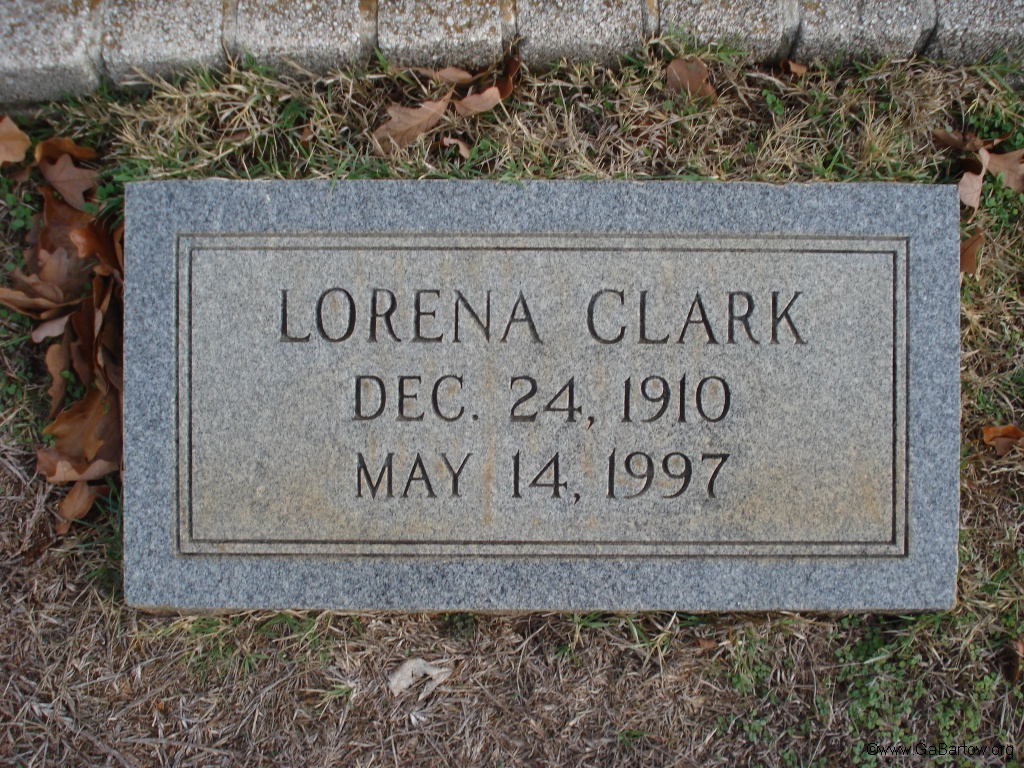 LORENA CLARK
DEC. 24, 1910
MAY 14, 1997
©www.GaBartow.org